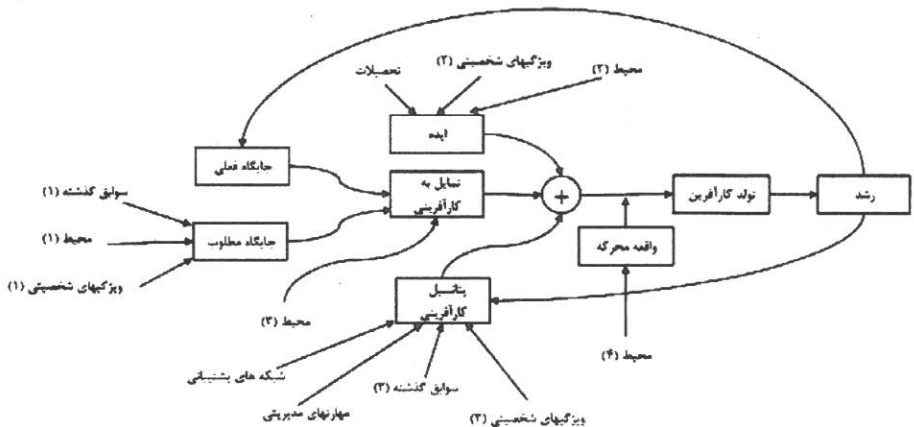 ویژگیهای شخصیتی (۲)
محیط (۲)
تحصیلات
ایده
جایگاه فعلی
سوابق گذشته (۱)
تمایل به
کارآفرینی
+
تولد کارآفرین
رشد
جایگاه مطلوب
محیط (۱)
واقعه محرکه
ویژگیهای شخصیتی (۱)
پتانسیل
کارآفرینی
محیط (۳)
محیط (۴)
شبکه های پشتیبانی
سوابق گذشته (۲)
مهارتهای مدیریتی
ویژگیهای شخصیتی (۳)